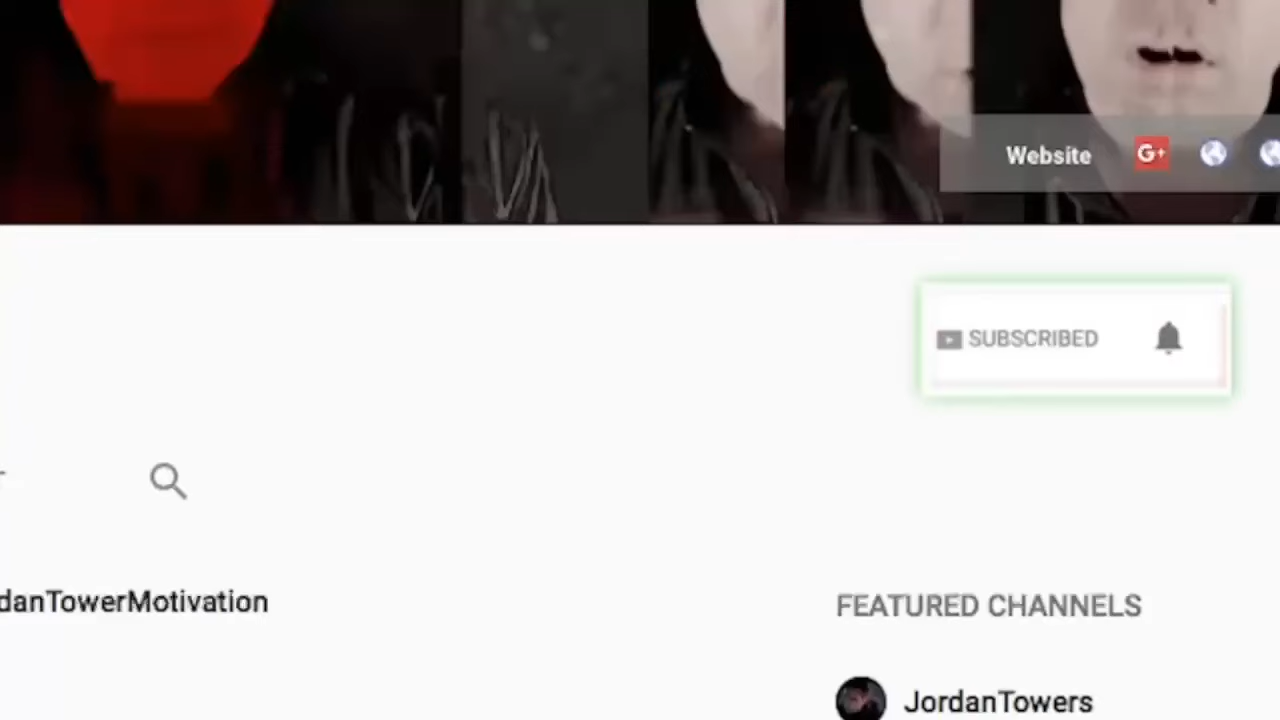 Website G+
SUBSCRIBED
danTowerMotivation
FEATURED CHANNELS
JordanTowers